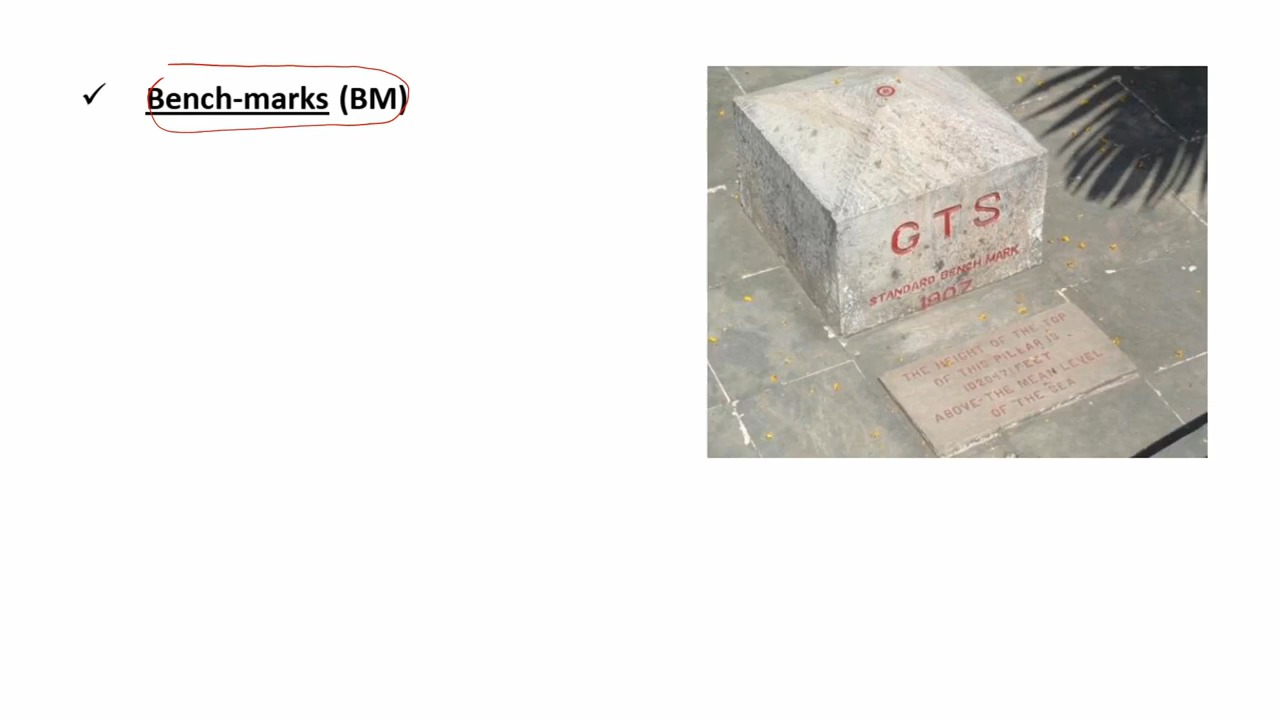 ✓ Bench-marks (BM)
GTS
STANDARD BENCH MARK
1907
THE HEIGHT OF THE TOP
OF THIS PILLAR IS
FEET
ABOVE THE MEAN LEVEL
OF THE SEA